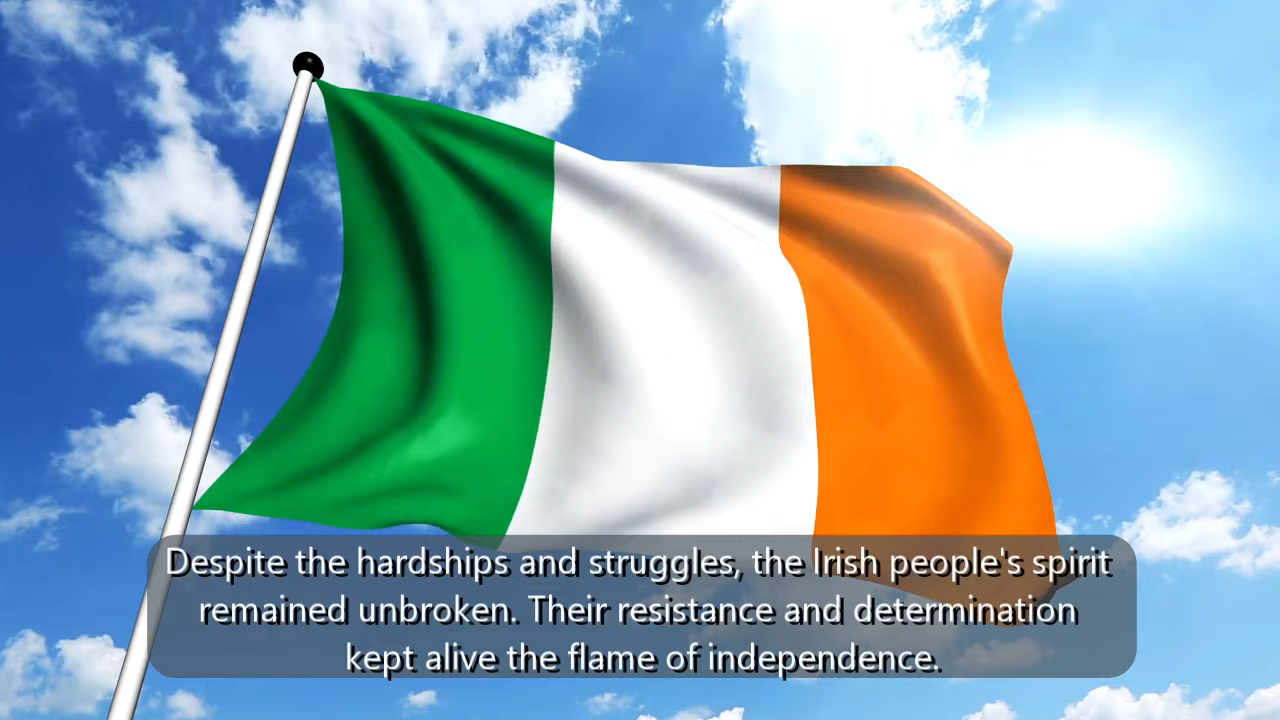 Despite the hardships and struggles, the Irish people's spirit
remained unbroken. Their resistance and determination
kept alive the flame of independence.